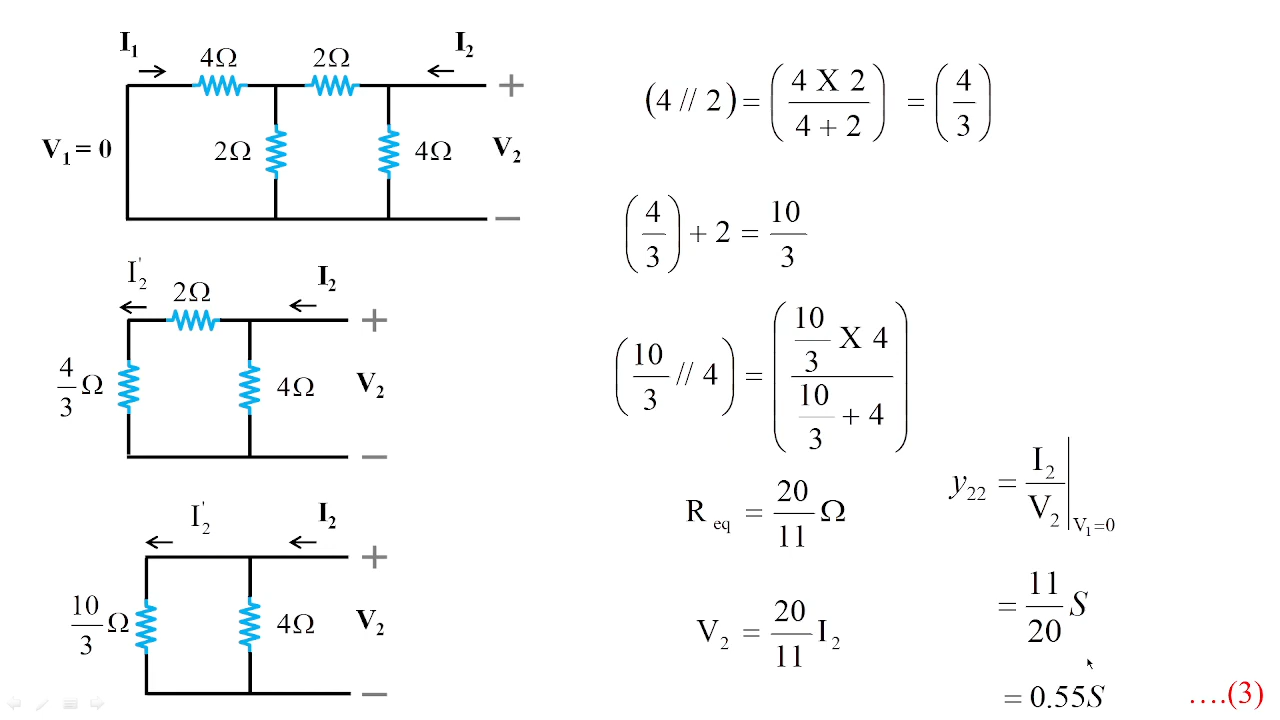 I₁ I₂
4Ω 2Ω
+
V₁ = 0 2Ω 4Ω V₂
−
I₂' I₂
2Ω
+
4/3 Ω 4Ω V₂
−
I₂' I₂
+
10/3 Ω 4Ω V₂
−
(4 // 2) = (4 X 2 / 4 + 2) = (4/3)
(4/3) + 2 = 10/3
(10/3 // 4) = (10/3 X 4 / 10/3 + 4)
R eq = 20/11 Ω
V₂ = 20/11 I₂
y₂₂ = I₂/V₂ |V₁=0
= 11/20 S
= 0.55S ….(3)